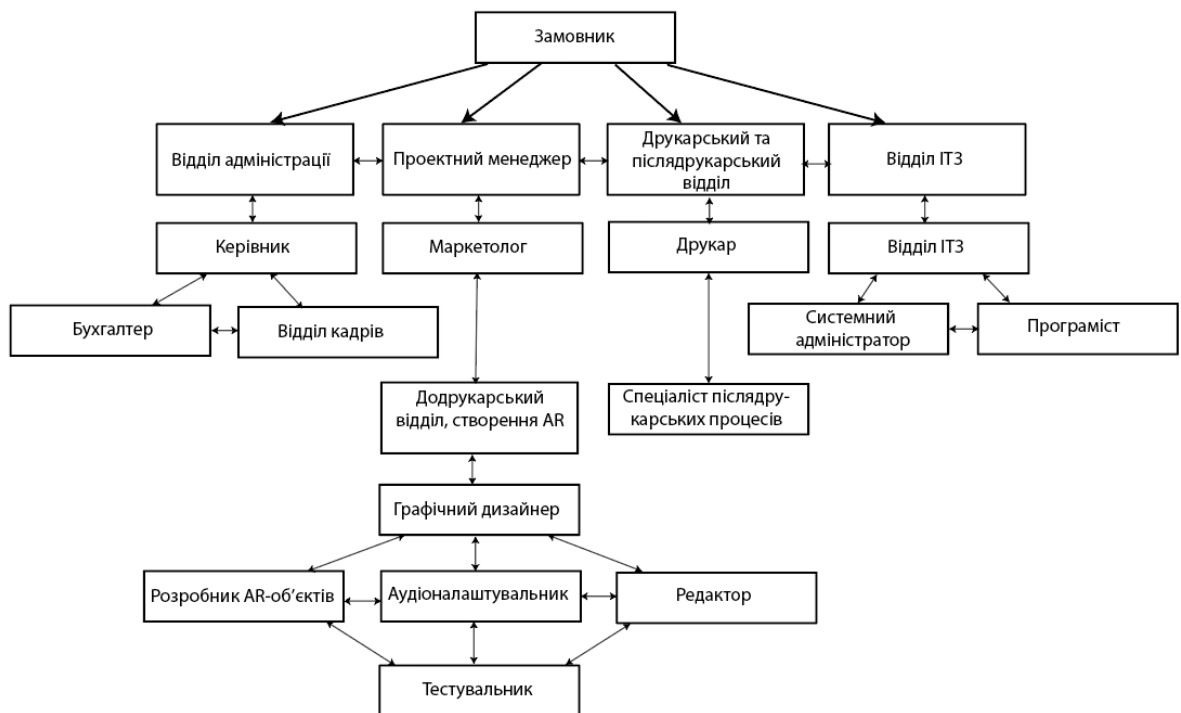 Замовник
Відділ адміністрації
Проектний менеджер
Друкарський та
післядрукарський
відділ
Відділ ІТЗ
Керівник
Маркетолог
Друкар
Відділ ІТЗ
Бухгалтер
Відділ кадрів
Системний
адміністратор
Програміст
Додрукарський
відділ, створення AR
Спеціаліст післядру-
карських процесів
Графічний дизайнер
Розробник AR-об’єктів
Аудіоналаштувальник
Редактор
Тестувальник